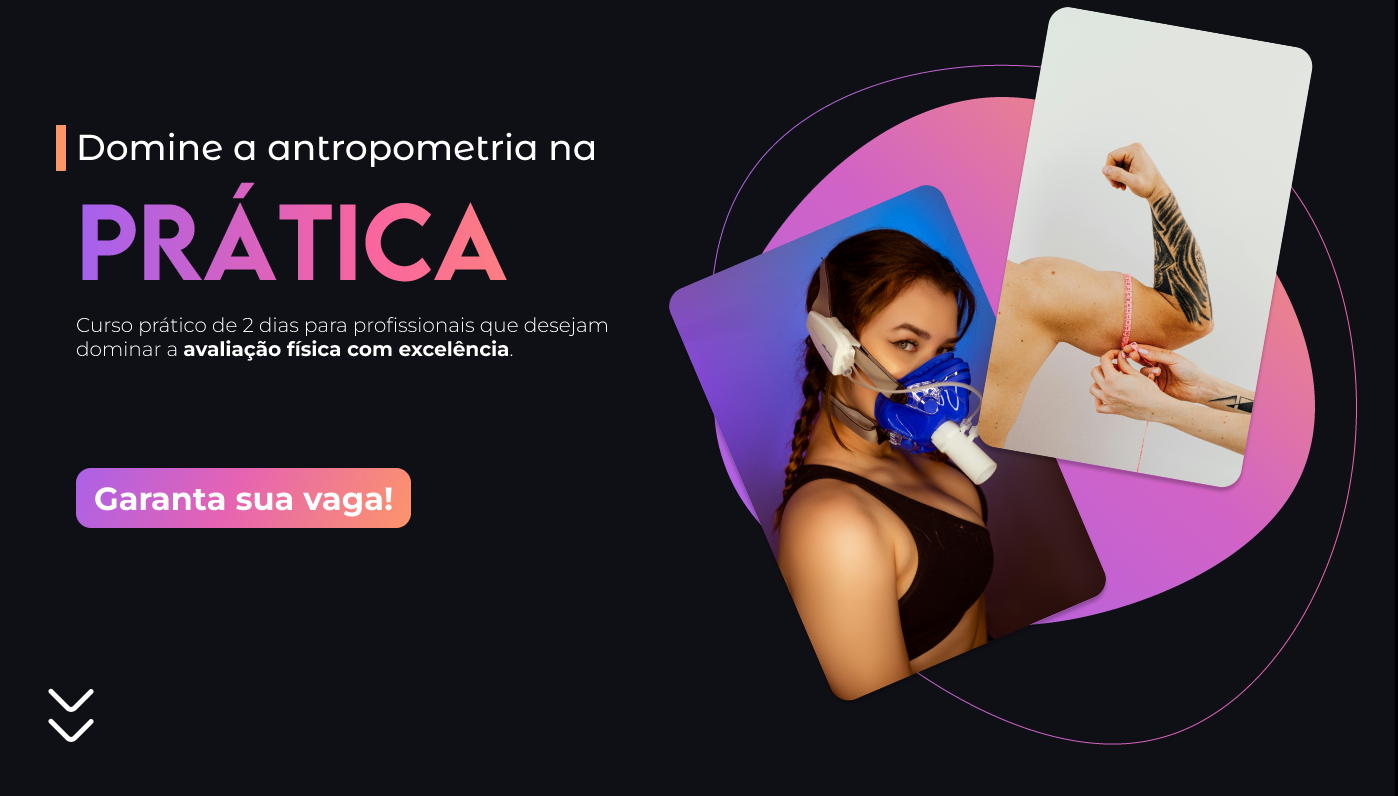 Domine a antropometria na
PRÁTICA
Curso prático de 2 dias para profissionais que desejam
dominar a avaliação física com excelência.
Garanta sua vaga!